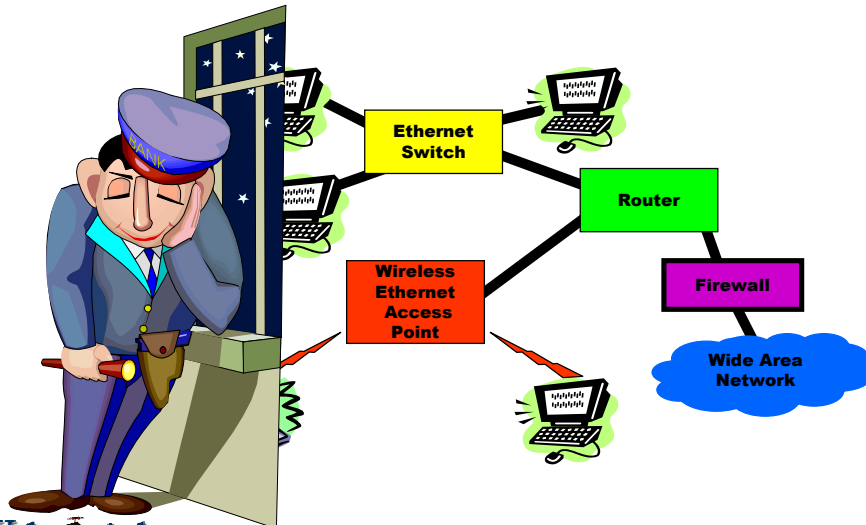 BANK
Ethernet
Switch
Router
Wireless
Ethernet
Access
Point
Firewall
Wide Area
Network